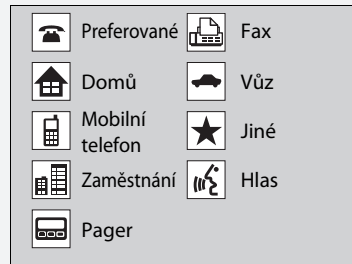 Preferované
Fax
Domů
Vůz
Mobilní
telefon
Jiné
Zaměstnání
Hlas
Pager